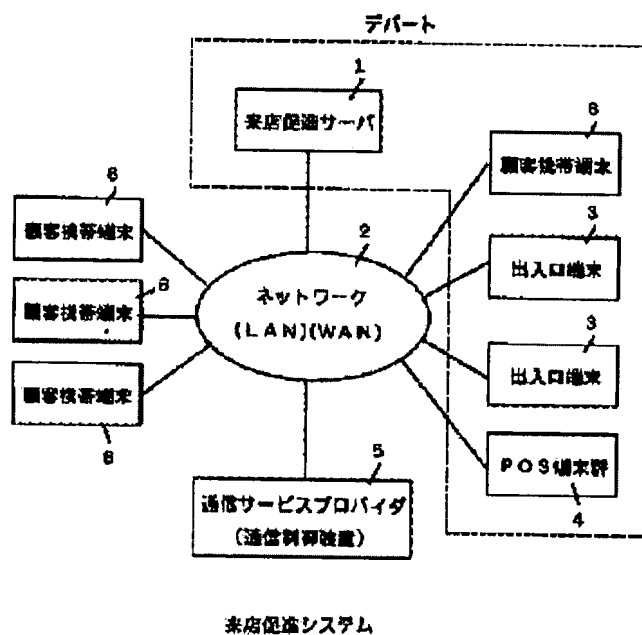 デパート
1
来店促進サーバ
6
顧客携帯端末
6
顧客携帯端末
3
出入口端末
2
ネットワーク
(LAN)(WAN)
6
顧客携帯端末
3
出入口端末
顧客携帯端末
6
POS端末群
4
5
通信サービスプロバイダ
(通信制御装置)
来店促進システム